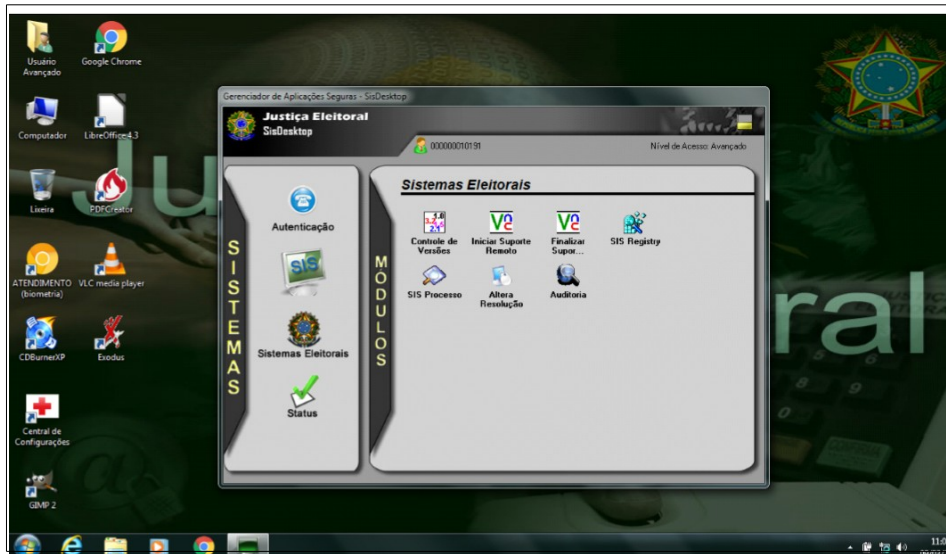 Usuário
Avançado
Google Chrome
Computador
LibreOffice 4.3
Lixeira
PDFCreator
ATENDIMENTO
(biometria)
VLC media player
CDBurnerXP
Exodus
Central de
Configurações
GIMP 2
Gerenciador de Aplicações Seguras - SisDesktop
Justiça Eleitoral
SisDesktop
000000010191
Nível de Acesso: Avançado
SISTEMAS
Autenticação
SIS
Sistemas Eleitorais
Status
MÓDULOS
Sistemas Eleitorais
Controle de
Versões
Iniciar Suporte
Remoto
Finalizar
Supor...
SIS Registry
SIS Processo
Altera
Resolução
Auditoria
Ju
ral